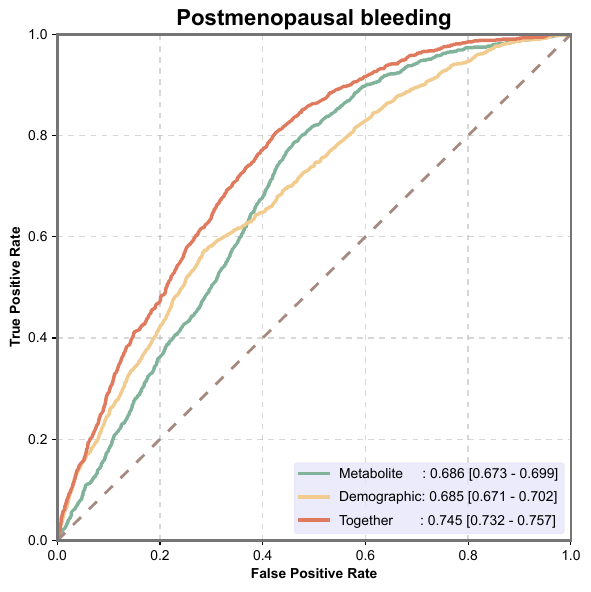 Postmenopausal bleeding
1.0
0.8
0.6
0.4
0.2
0.0
True Positive Rate
Metabolite : 0.686 [0.673 - 0.699]
Demographic: 0.685 [0.671 - 0.702]
Together : 0.745 [0.732 - 0.757]
0.0 0.2 0.4 0.6 0.8 1.0
False Positive Rate